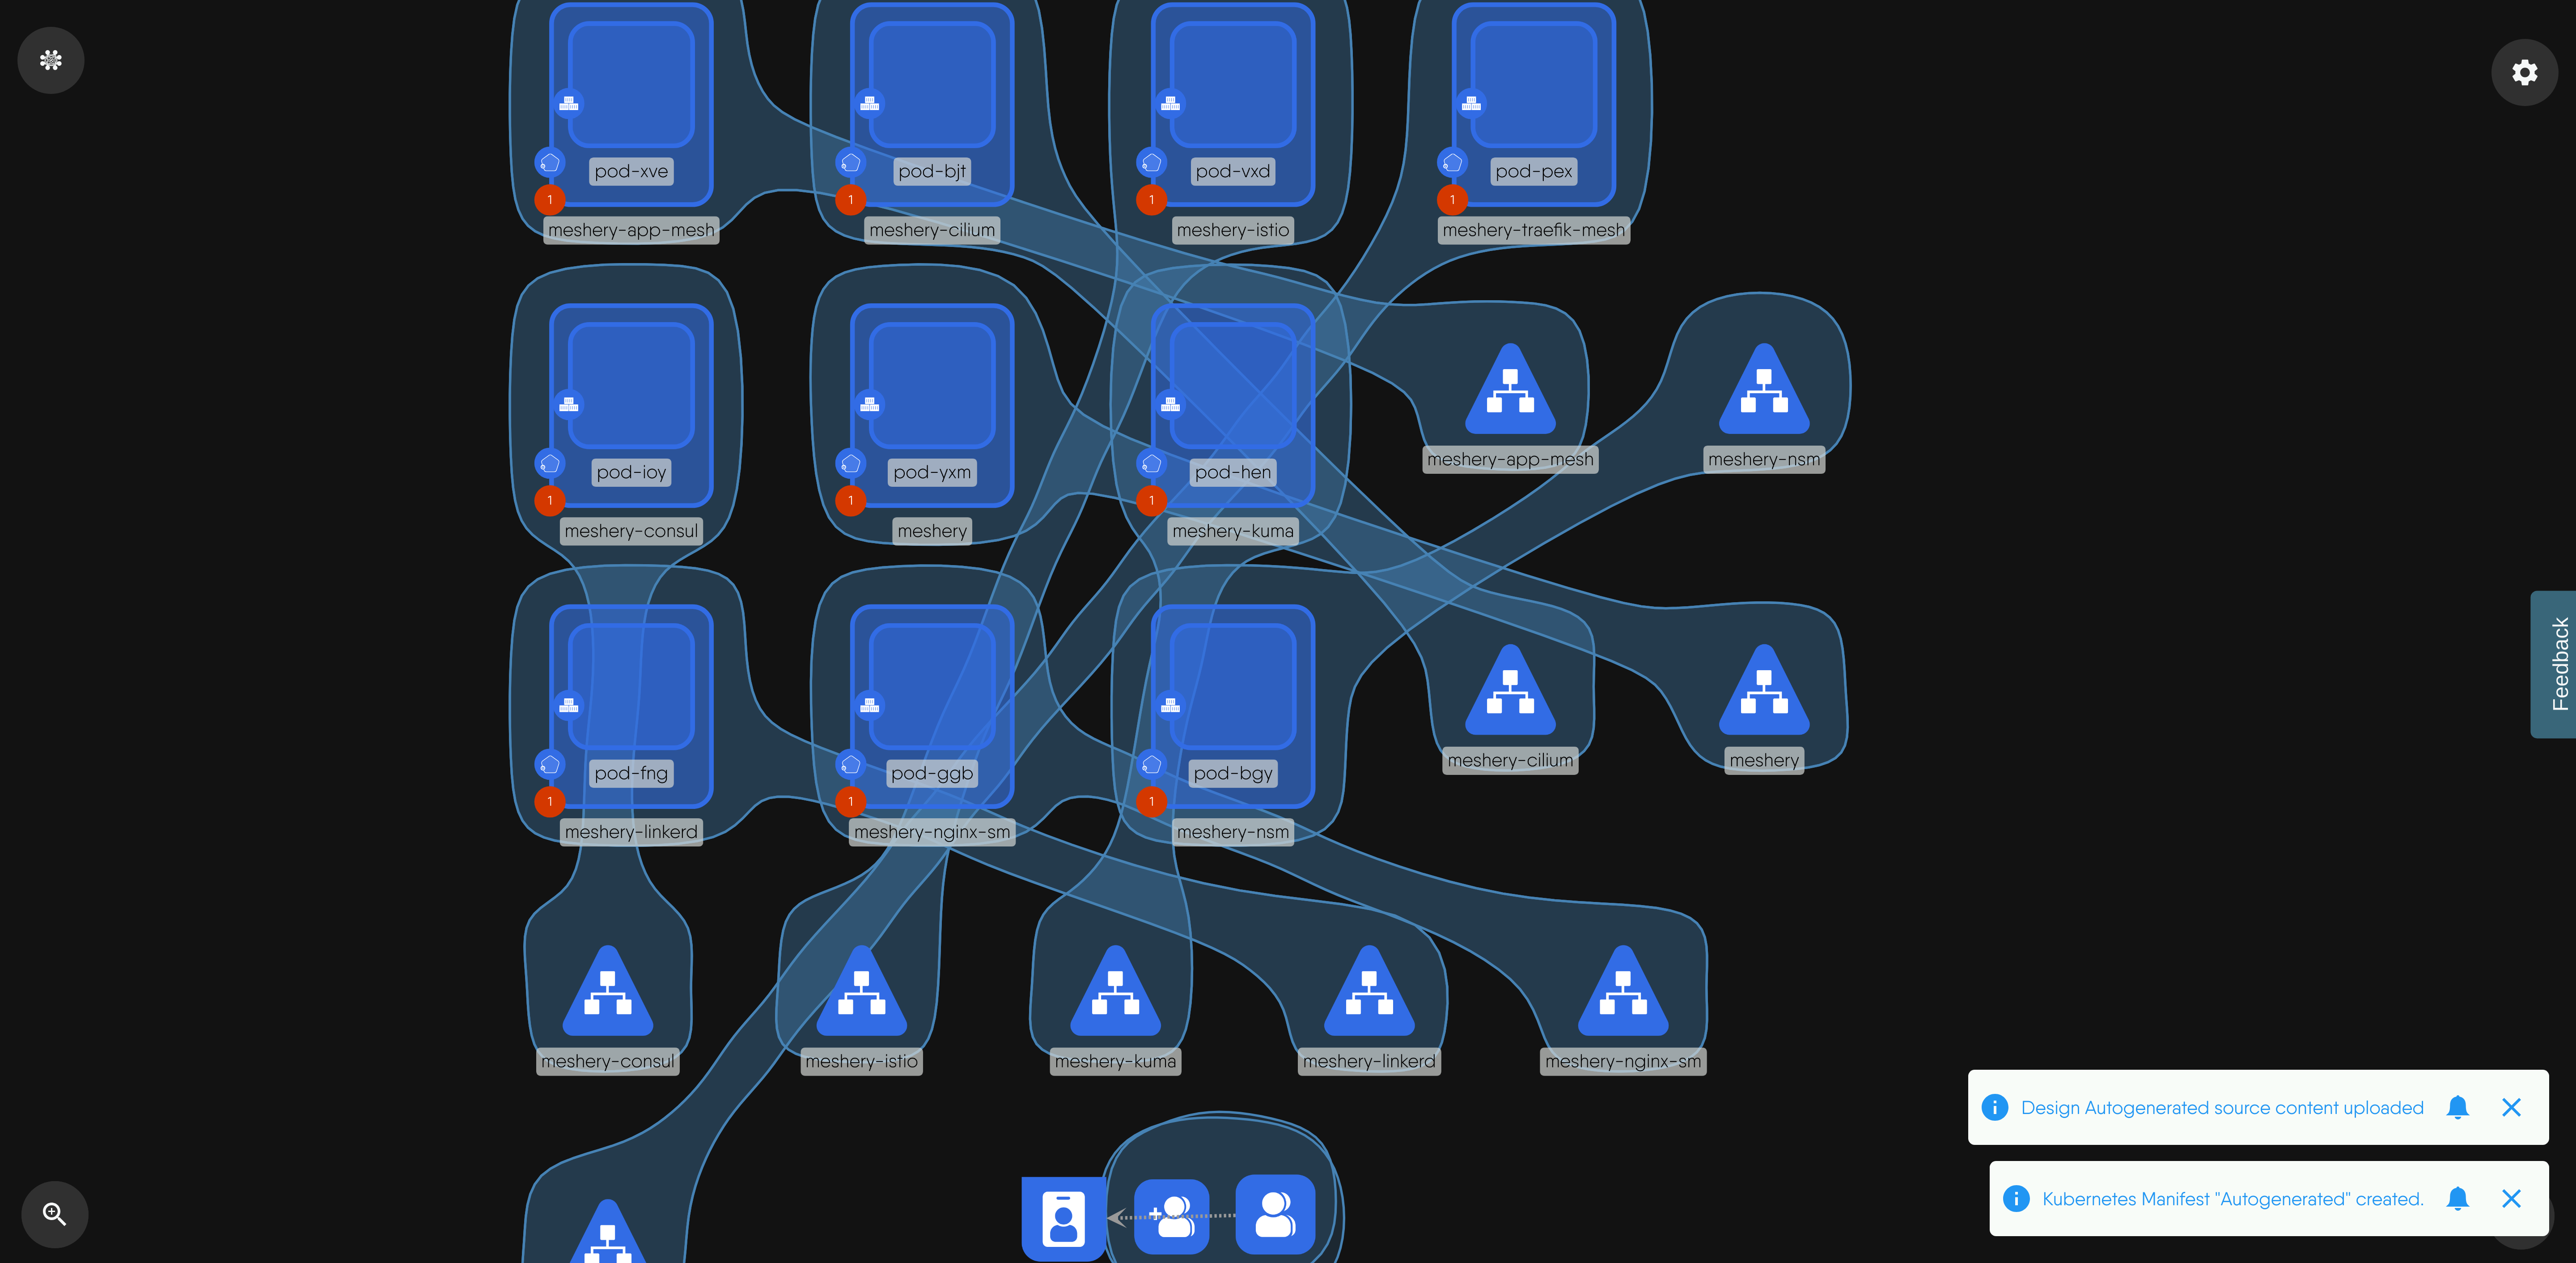 pod-xve
pod-bjt
pod-vxd
pod-pex
1
1
1
1
meshery-app-mesh
meshery-cilium
meshery-istio
meshery-traefik-mesh
pod-ioy
pod-yxm
pod-hen
meshery-app-mesh
meshery-nsm
1
1
1
meshery-consul
meshery
meshery-kuma
Feedback
pod-fng
pod-ggb
pod-bgy
meshery-cilium
meshery
1
1
1
meshery-linkerd
meshery-nginx-sm
meshery-nsm
meshery-consul
meshery-istio
meshery-kuma
meshery-linkerd
meshery-nginx-sm
Design Autogenerated source content uploaded
Kubernetes Manifest "Autogenerated" created.